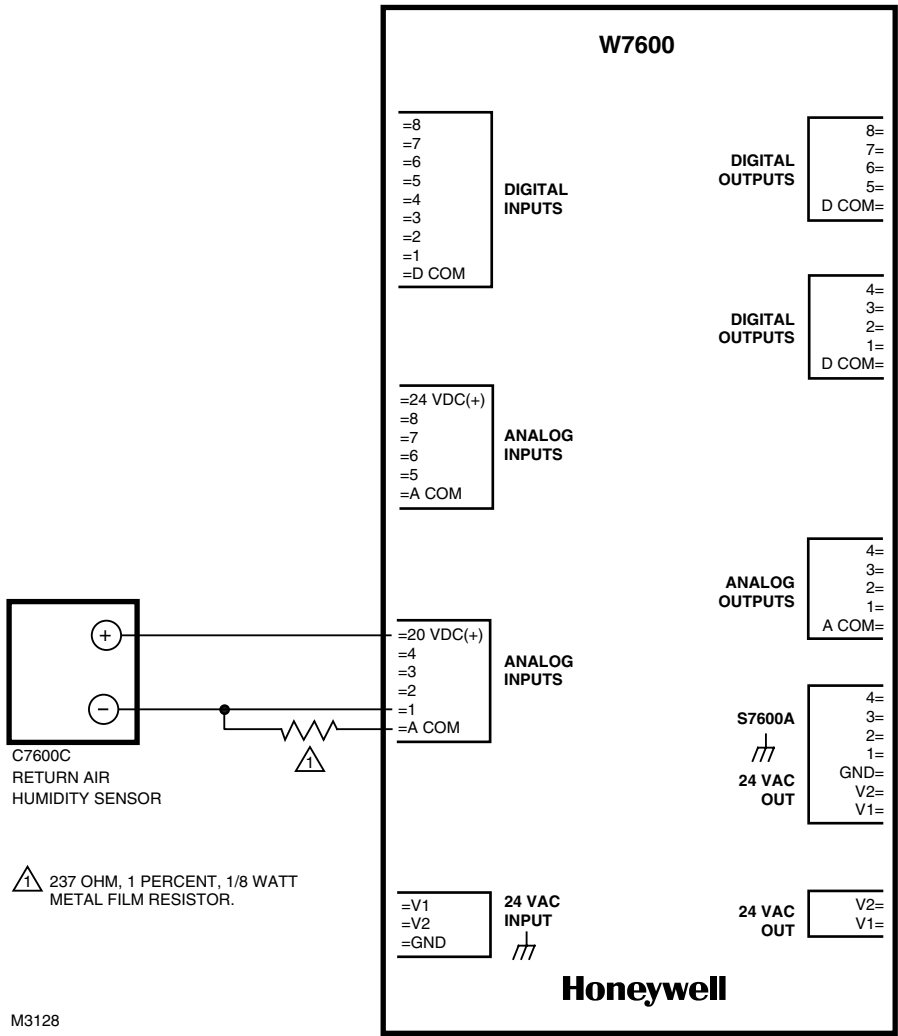 W7600
=8
=7
=6
=5
=4
=3
=2
=1
=D COM
DIGITAL
INPUTS
DIGITAL
OUTPUTS
8=
7=
6=
5=
D COM=
DIGITAL
OUTPUTS
4=
3=
2=
1=
D COM=
=24 VDC(+)
=8
=7
=6
=5
=A COM
ANALOG
INPUTS
ANALOG
OUTPUTS
4=
3=
2=
1=
A COM=
+
−
C7600C
RETURN AIR
HUMIDITY SENSOR
1
=20 VDC(+)
=4
=3
=2
=1
=A COM
ANALOG
INPUTS
S7600A
24 VAC
OUT
4=
3=
2=
1=
GND=
V2=
V1=
1 237 OHM, 1 PERCENT, 1/8 WATT
METAL FILM RESISTOR.
=V1
=V2
=GND
24 VAC
INPUT
24 VAC
OUT
V2=
V1=
Honeywell
M3128